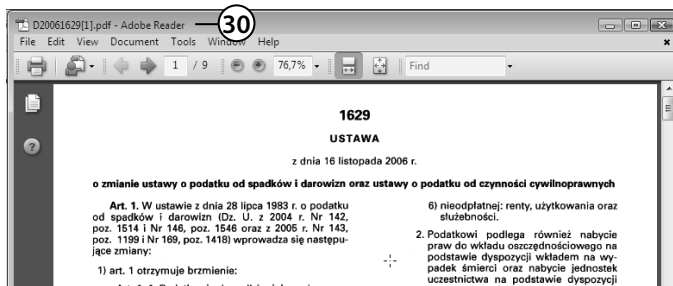 D20061629[1].pdf - Adobe Reader
30
File Edit View Document Tools Window Help
1 / 9 76,7% Find
1629
USTAWA
z dnia 16 listopada 2006 r.
o zmianie ustawy o podatku od spadków i darowizn oraz ustawy o podatku od czynności cywilnoprawnych
Art. 1. W ustawie z dnia 28 lipca 1983 r. o podatku
od spadków i darowizn (Dz. U. z 2004 r. Nr 142,
poz. 1514 i Nr 146, poz. 1546 oraz z 2005 r. Nr 143,
poz. 1199 i Nr 169, poz. 1418) wprowadza się następu-
jące zmiany:
1) art. 1 otrzymuje brzmienie:
6) nieodpłatnej: renty, użytkowania oraz
służebności.
2. Podatkowi podlega również nabycie
praw do wkładu oszczędnościowego na
podstawie dyspozycji wkładem na wy-
padek śmierci oraz nabycie jednostek
uczestnictwa na podstawie dyspozycji